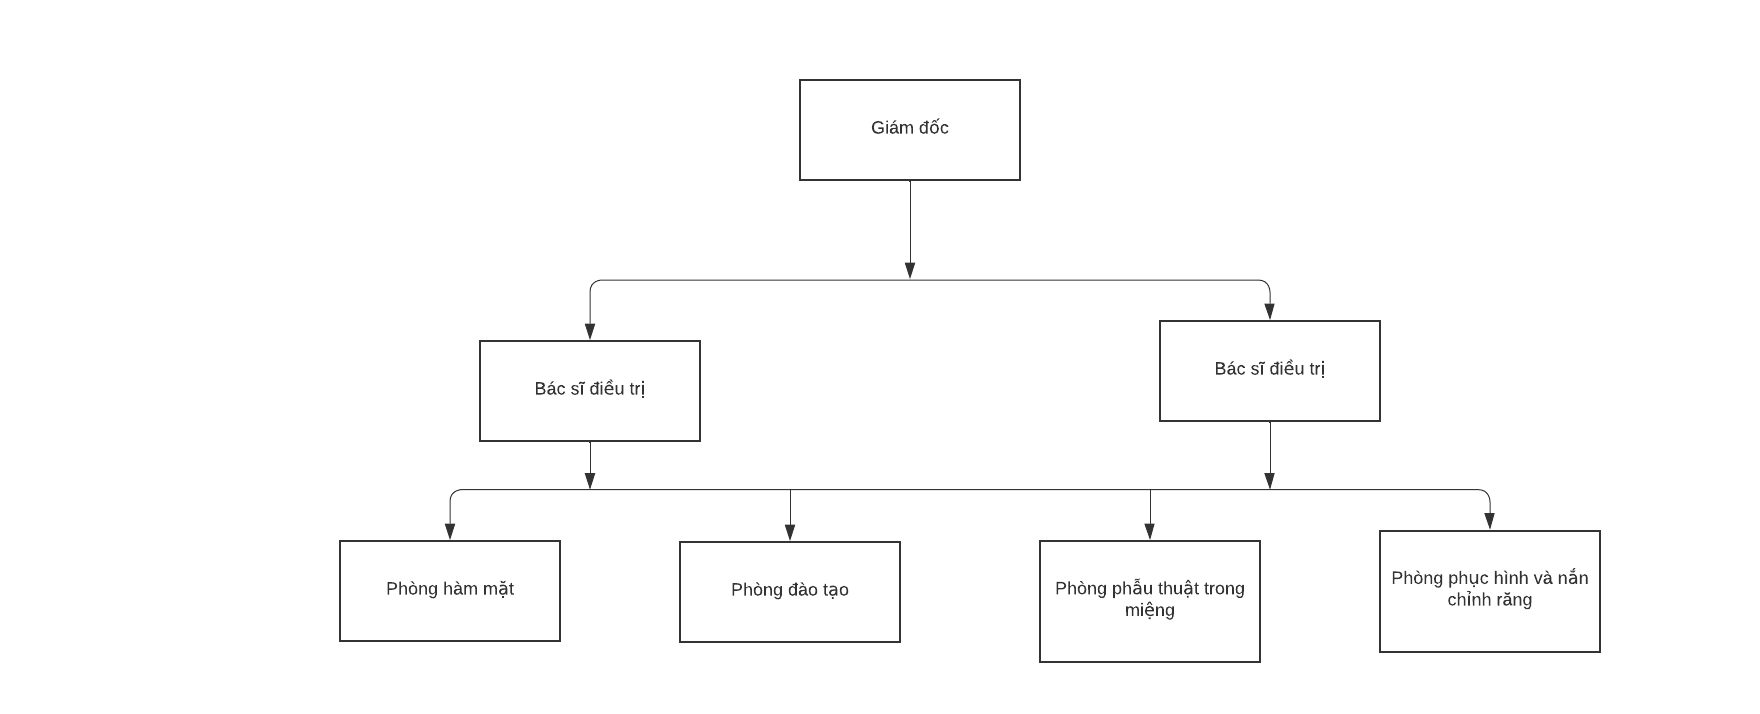 Giám đốc
Bác sĩ điều trị
Bác sĩ điều trị
Phòng hàm mặt
Phòng đào tạo
Phòng phẫu thuật trong
miệng
Phòng phục hình và nắn
chỉnh răng